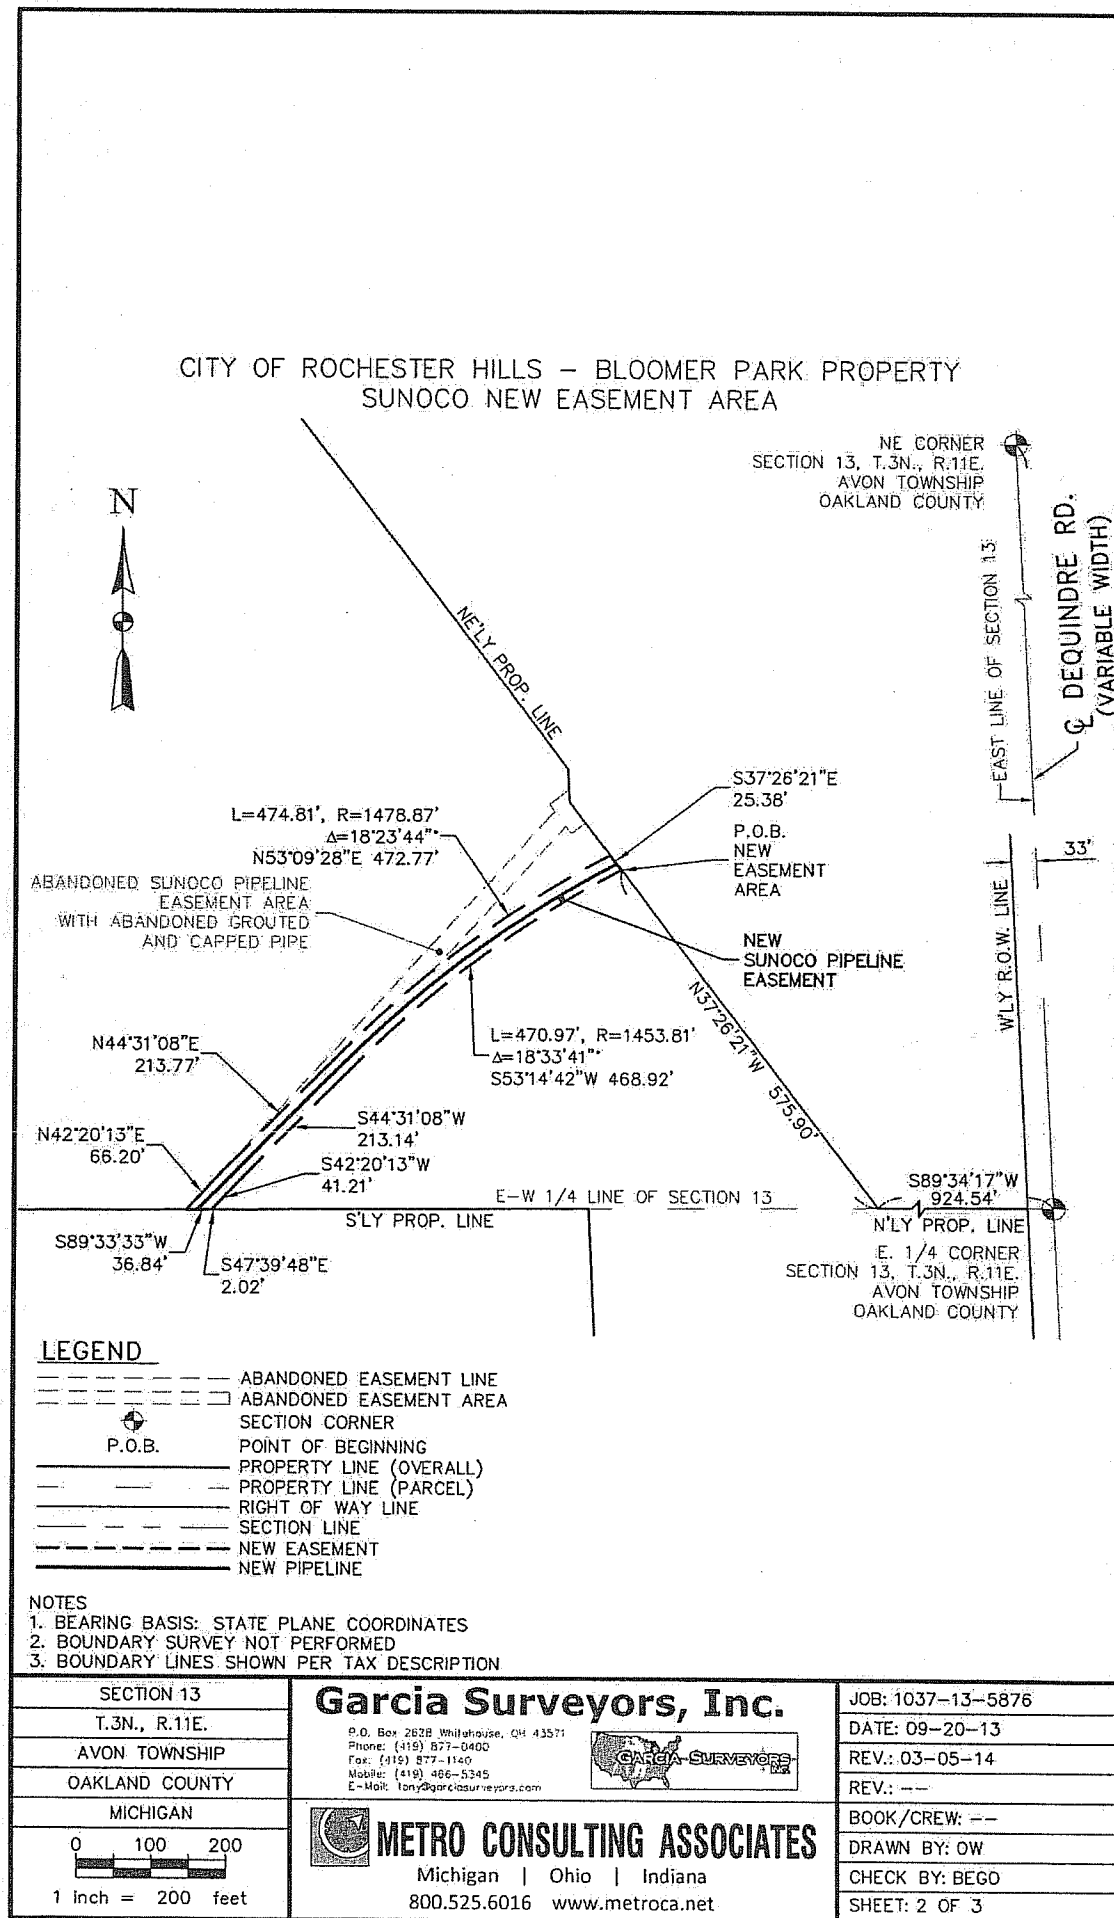 CITY OF ROCHESTER HILLS – BLOOMER PARK PROPERTY
SUNOCO NEW EASEMENT AREA
NE CORNER
SECTION 13, T.3N., R.11E.
AVON TOWNSHIP
OAKLAND COUNTY
N
EAST LINE OF SECTION 13
℄ DEQUINDRE RD.
(VARIABLE WIDTH)
NE'LY PROP. LINE
S37°26'21"E
25.38'
L=474.81', R=1478.87'
Δ=18°23'44"
N53°09'28"E 472.77'
P.O.B.
NEW
EASEMENT
AREA
33'
ABANDONED SUNOCO PIPELINE
EASEMENT AREA
WITH ABANDONED GROUTED
AND CAPPED PIPE
W'LY R.O.W. LINE
NEW
SUNOCO PIPELINE
EASEMENT
N37°26'21"W 575.90'
L=470.97', R=1453.81'
Δ=18°33'41"
S53°14'42"W 468.92'
N44°31'08"E
213.77'
S44°31'08"W
213.14'
N42°20'13"E
66.20'
S42°20'13"W
41.21'
S89°34'17"W
924.54'
E–W 1/4 LINE OF SECTION 13
S'LY PROP. LINE
N'LY PROP. LINE
S89°33'33"W
36.84'
S47°39'48"E
2.02'
E. 1/4 CORNER
SECTION 13, T.3N., R.11E.
AVON TOWNSHIP
OAKLAND COUNTY
LEGEND
ABANDONED EASEMENT LINE
ABANDONED EASEMENT AREA
SECTION CORNER
P.O.B. POINT OF BEGINNING
PROPERTY LINE (OVERALL)
PROPERTY LINE (PARCEL)
RIGHT OF WAY LINE
SECTION LINE
NEW EASEMENT
NEW PIPELINE
NOTES
1. BEARING BASIS: STATE PLANE COORDINATES
2. BOUNDARY SURVEY NOT PERFORMED
3. BOUNDARY LINES SHOWN PER TAX DESCRIPTION
SECTION 13
T.3N., R.11E.
AVON TOWNSHIP
OAKLAND COUNTY
MICHIGAN
0 100 200
1 inch = 200 feet
Garcia Surveyors, Inc.
P.O. Box 2628 Whitehouse, OH 43571
Phone: (419) 877-0400
Fax: (419) 877-1140
Mobile: (419) 466-5345
E-Mail: tony@garciasurveyors.com
GARCIA SURVEYORS INC.
METRO CONSULTING ASSOCIATES
Michigan | Ohio | Indiana
800.525.6016 www.metroca.net
JOB: 1037–13–5876
DATE: 09–20–13
REV.: 03–05–14
REV.: ––
BOOK/CREW: ––
DRAWN BY: OW
CHECK BY: BEGO
SHEET: 2 OF 3